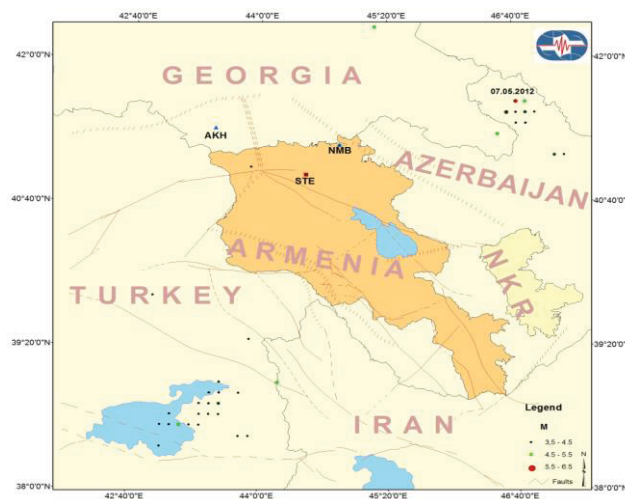 42°40'0"E 44°0'0"E 45°20'0"E 46°40'0"E
42°0'0"N 42°0'0"N
GEORGIA
07.05.2012
AKH
NMB
AZERBAIJAN
STE
40°40'0"N 40°40'0"N
ARMENIA
NKR
TURKEY
39°20'0"N 39°20'0"N
IRAN
Legend
M
3,5 - 4.5
4.5 - 5.5
5.5 - 6.5
Faults
38°0'0"N 38°0'0"N
42°40'0"E 44°0'0"E 45°20'0"E 46°40'0"E